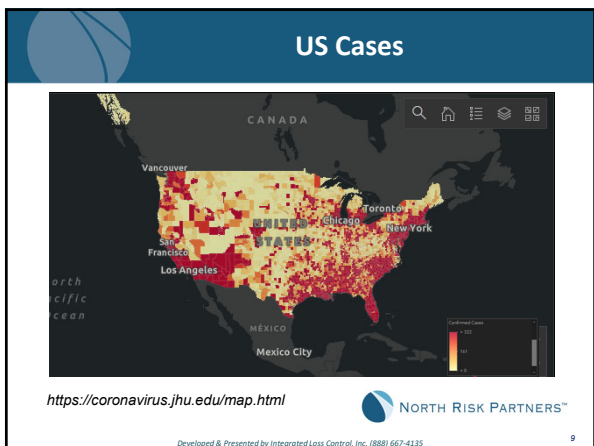 US Cases
CANADA
Vancouver
Toronto
UNITED
Chicago
New York
STATES
San
Francisco
Los Angeles
orth
acific
cean
MÉXICO
Mexico City
Confirmed Cases
https://coronavirus.jhu.edu/map.html
NORTH RISK PARTNERS™
Developed & Presented by Integrated Loss Control, Inc. (888) 667-4135
9